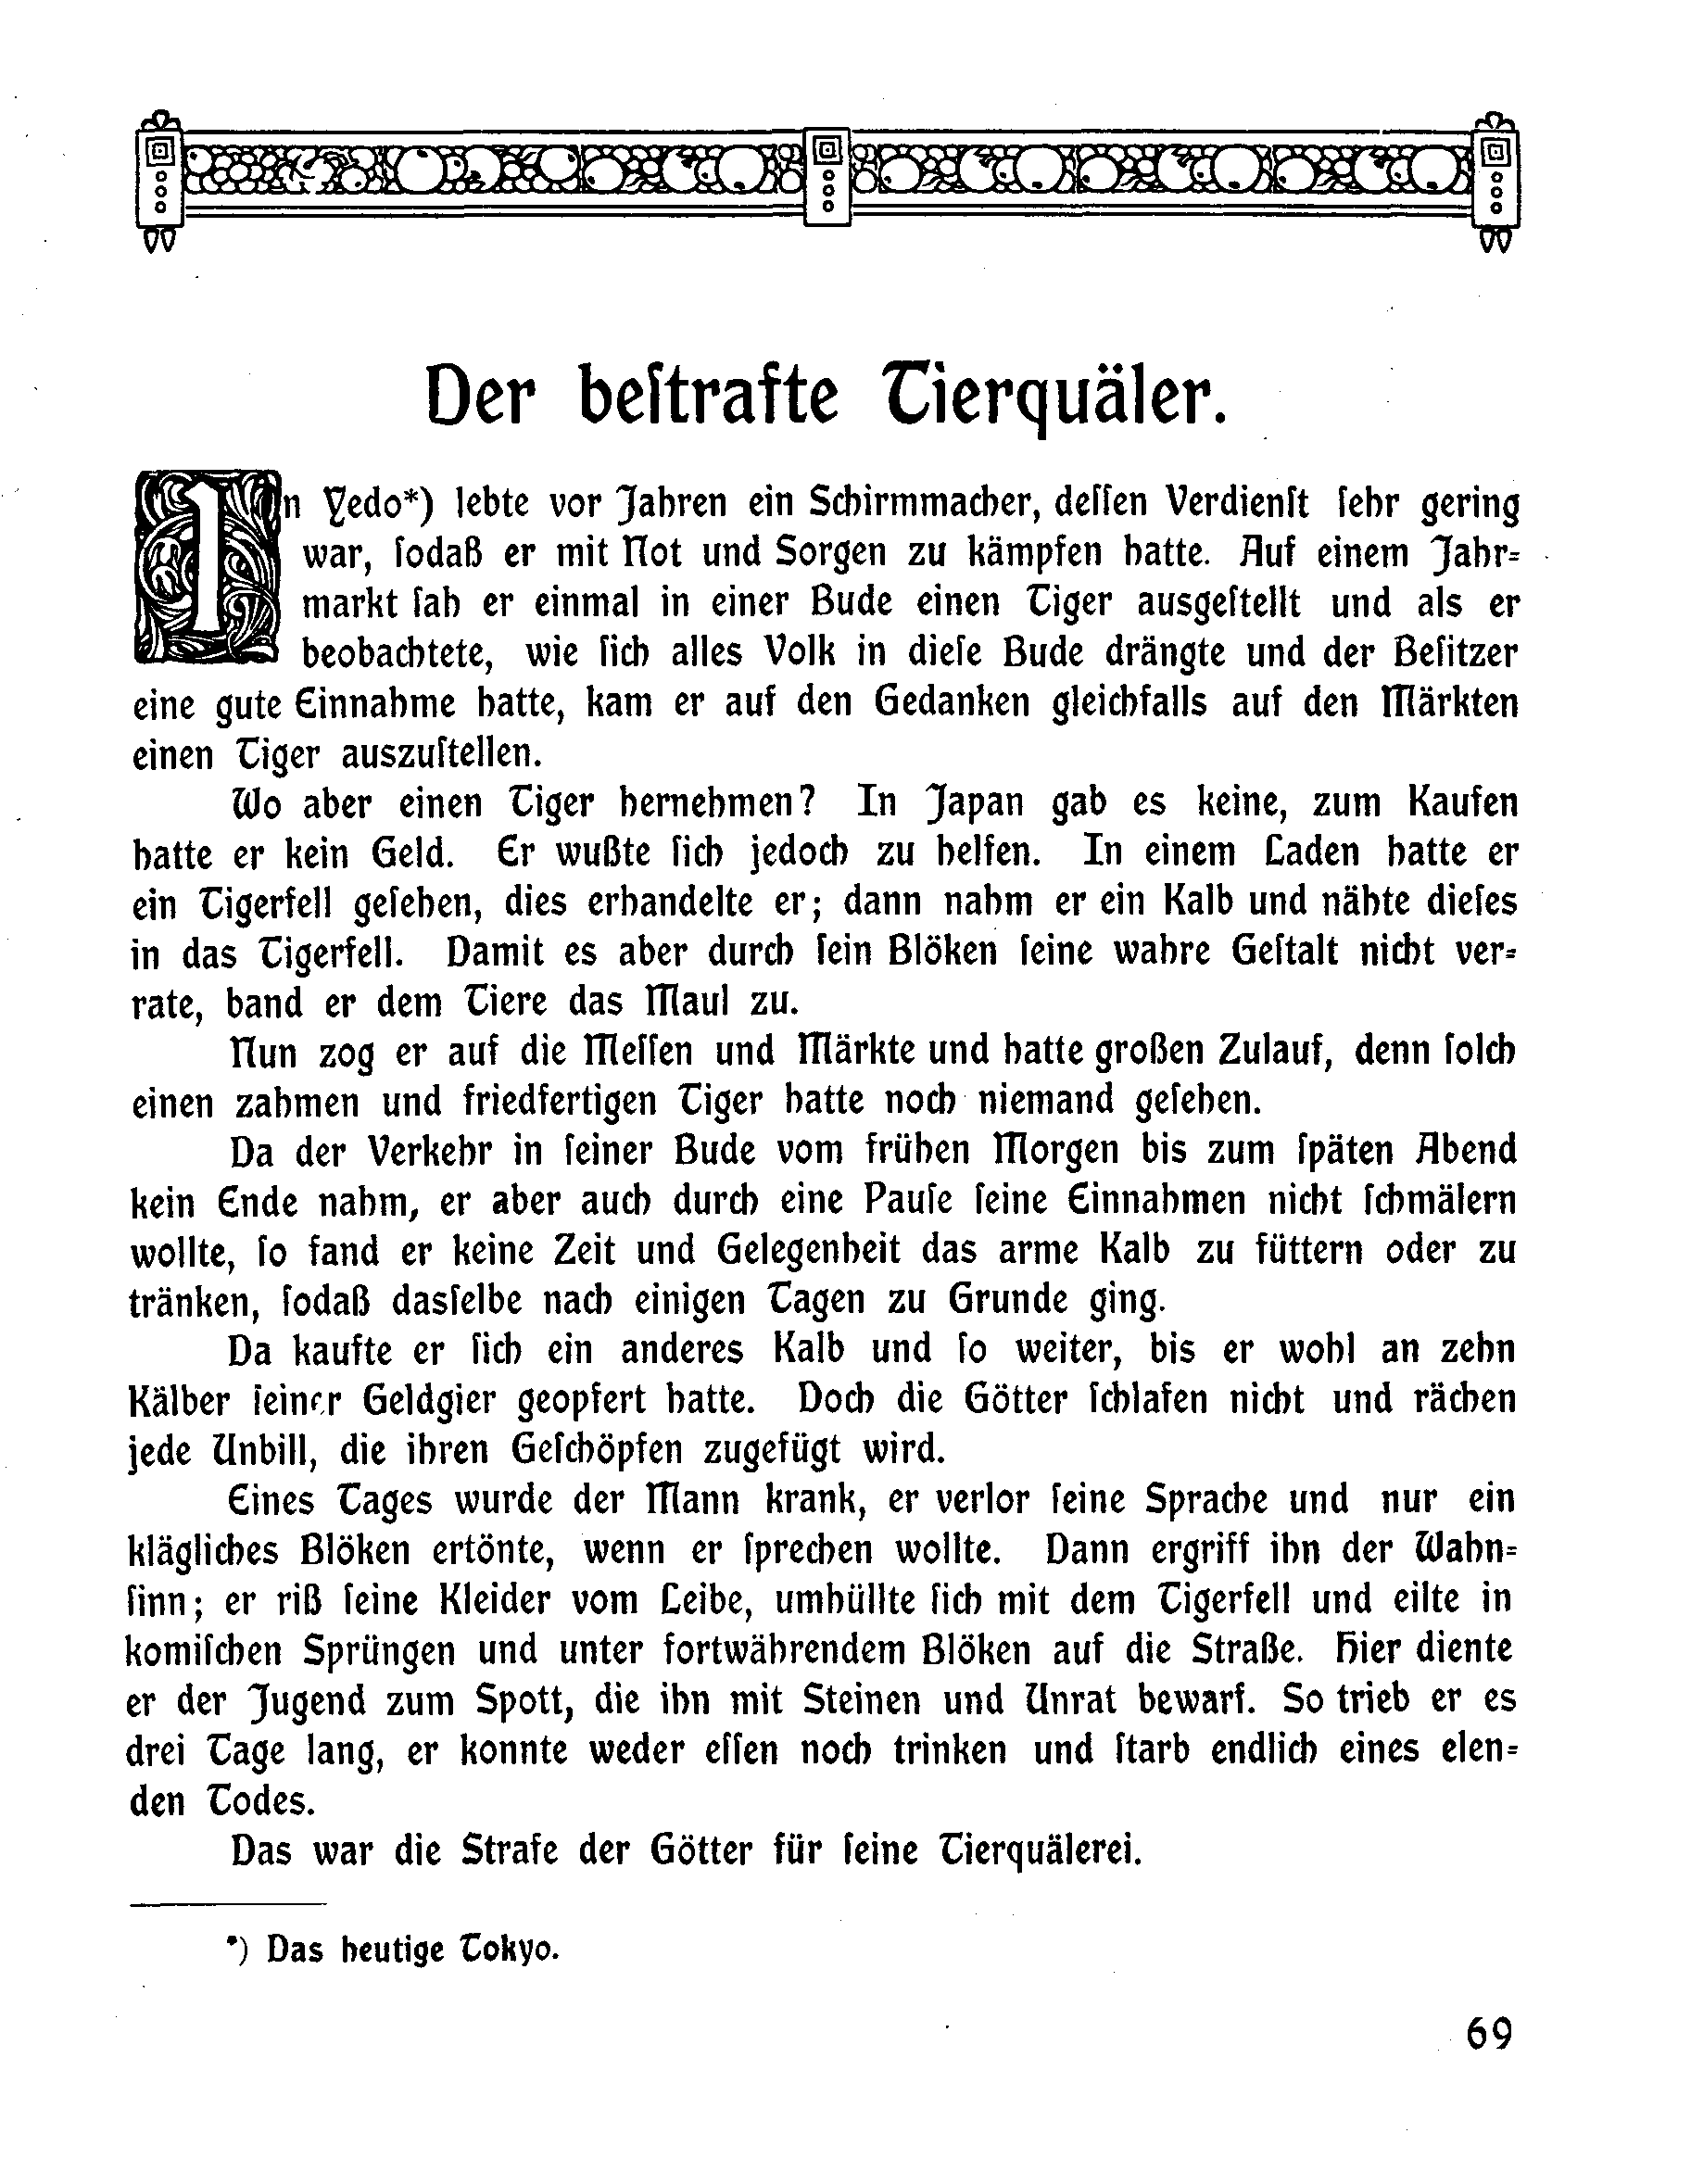 Der beſtrafte Tierquäler.
In Yedo*) lebte vor Jahren ein Schirmmacher, deſſen Verdienſt ſehr gering
war, ſodaß er mit Not und Sorgen zu kämpfen hatte. Auf einem Jahr-
markt ſah er einmal in einer Bude einen Tiger ausgeſtellt und als er
beobachtete, wie ſich alles Volk in dieſe Bude drängte und der Beſitzer
eine gute Einnahme hatte, kam er auf den Gedanken gleichfalls auf den Märkten
einen Tiger auszuſtellen.
Wo aber einen Tiger hernehmen? In Japan gab es keine, zum Kaufen
hatte er kein Geld. Er wußte ſich jedoch zu helfen. In einem Laden hatte er
ein Tigerfell geſehen, dies erhandelte er; dann nahm er ein Kalb und nähte dieſes
in das Tigerfell. Damit es aber durch ſein Blöken ſeine wahre Geſtalt nicht ver-
rate, band er dem Tiere das Maul zu.
Nun zog er auf die Meſſen und Märkte und hatte großen Zulauf, denn ſolch
einen zahmen und friedfertigen Tiger hatte noch niemand geſehen.
Da der Verkehr in ſeiner Bude vom frühen Morgen bis zum ſpäten Abend
kein Ende nahm, er aber auch durch eine Pauſe ſeine Einnahmen nicht ſchmälern
wollte, ſo fand er keine Zeit und Gelegenheit das arme Kalb zu füttern oder zu
tränken, ſodaß dasſelbe nach einigen Tagen zu Grunde ging.
Da kaufte er ſich ein anderes Kalb und ſo weiter, bis er wohl an zehn
Kälber ſeiner Geldgier geopfert hatte. Doch die Götter ſchlafen nicht und rächen
jede Unbill, die ihren Geſchöpfen zugefügt wird.
Eines Tages wurde der Mann krank, er verlor ſeine Sprache und nur ein
klägliches Blöken ertönte, wenn er ſprechen wollte. Dann ergriff ihn der Wahn-
ſinn; er riß ſeine Kleider vom Leibe, umhüllte ſich mit dem Tigerfell und eilte in
komiſchen Sprüngen und unter fortwährendem Blöken auf die Straße. Hier diente
er der Jugend zum Spott, die ihn mit Steinen und Unrat bewarf. So trieb er es
drei Tage lang, er konnte weder eſſen noch trinken und ſtarb endlich eines elen-
den Todes.
Das war die Strafe der Götter für ſeine Tierquälerei.
*) Das heutige Tokyo.
69